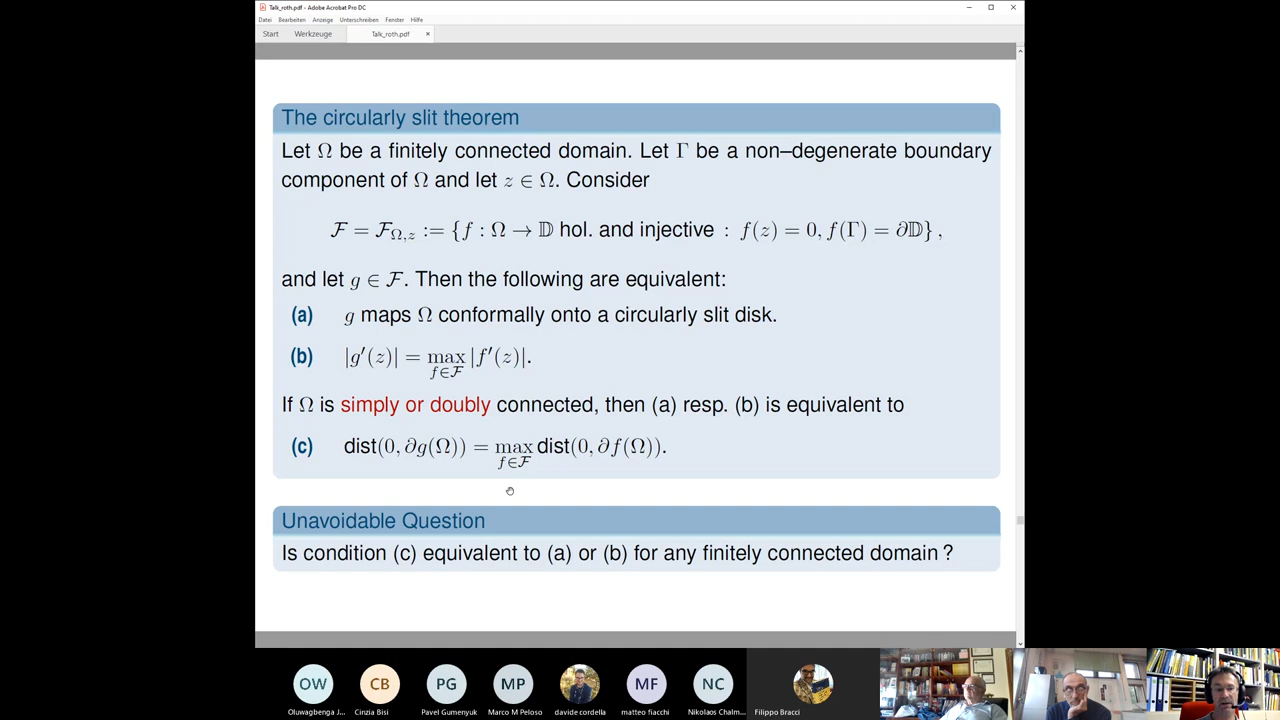 Talk_roth.pdf - Adobe Acrobat Pro DC
Datei Bearbeiten Anzeige Unterschreiben Fenster Hilfe
Start Werkzeuge Talk_roth.pdf ×
The circularly slit theorem
Let Ω be a finitely connected domain. Let Γ be a non–degenerate boundary
component of Ω and let z ∈ Ω. Consider
ℱ = ℱ_{Ω,z} := {f : Ω → 𝔻 hol. and injective : f(z) = 0, f(Γ) = ∂𝔻} ,
and let g ∈ ℱ. Then the following are equivalent:
(a) g maps Ω conformally onto a circularly slit disk.
(b) |g′(z)| = max_{f∈ℱ} |f′(z)|.
If Ω is simply or doubly connected, then (a) resp. (b) is equivalent to
(c) dist(0, ∂g(Ω)) = max_{f∈ℱ} dist(0, ∂f(Ω)).
Unavoidable Question
Is condition (c) equivalent to (a) or (b) for any finitely connected domain ?
OW CB PG MP MF NC
Oluwagbenga J... Cinzia Bisi Pavel Gumenyuk Marco M Peloso davide cordella matteo fiacchi Nikolaos Chalm... Filippo Bracci